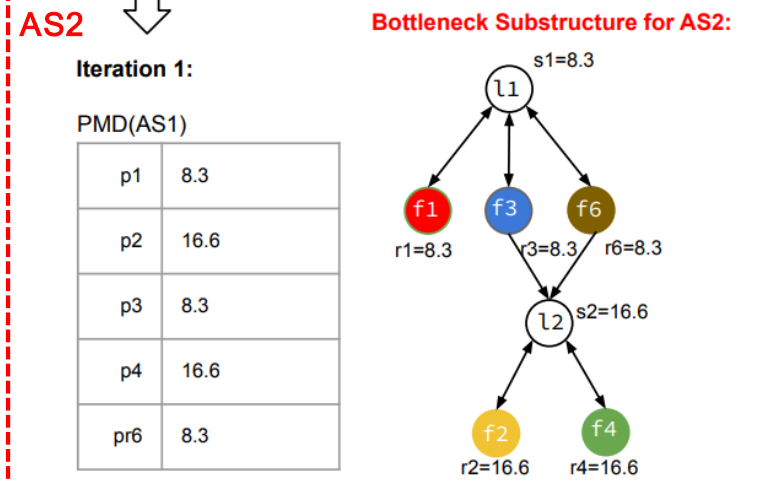 AS2
Iteration 1:
PMD(AS1)
p1 8.3
p2 16.6
p3 8.3
p4 16.6
pr6 8.3
Bottleneck Substructure for AS2:
s1=8.3
l1
f1 f3 f6
r1=8.3 r3=8.3 r6=8.3
l2 s2=16.6
f2 f4
r2=16.6 r4=16.6